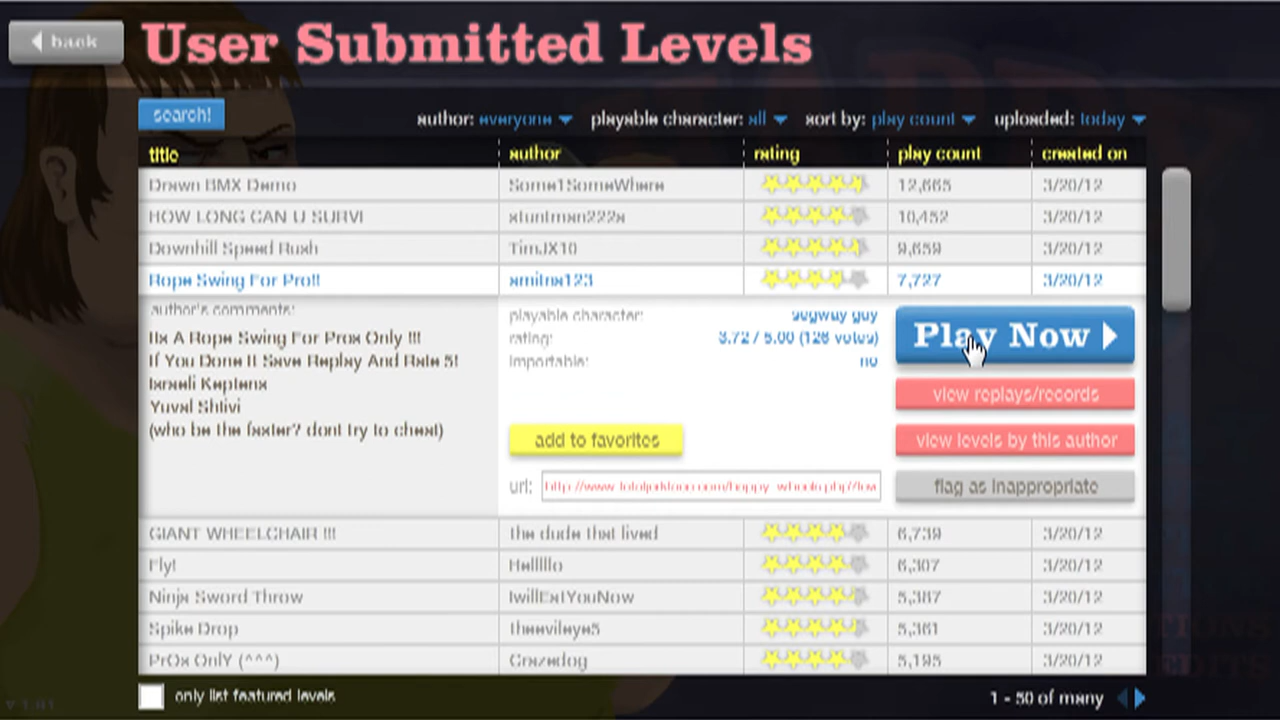 back
User Submitted Levels
search!
author: everyone playable character: all sort by: play count uploaded: today
title author rating play count created on
Drawn BMX Demo Some1SomeWhere 12,665 3/20/12
HOW LONG CAN U SURVI stuntman222s 10,452 3/20/12
Downhill Speed Rush TimJX10 9,659 3/20/12
Rope Swing For Pro!! amitns123 7,727 3/20/12
author's comments:
Its A Rope Swing For Pros Only !!!
If You Done It Save Replay And Rate 5!
Israeli Kaptans
Yuval Shtivi
(who be the faster? dont try to cheat)
playable character: segway guy
rating: 3.72 / 5.00 (126 votes)
importable: no
add to favorites
url:
Play Now
view replays/records
view levels by this author
flag as inappropriate
GIANT WHEELCHAIR !!! the dude that lived 6,739 3/20/12
Fly! Hellllllo 6,307 3/20/12
Ninja Sword Throw IwillEatYouNow 5,387 3/20/12
Spike Drop theevileye5 5,361 3/20/12
PrOx OnlY (^^^) Crazedog 5,195 3/20/12
only list featured levels
1 - 50 of many